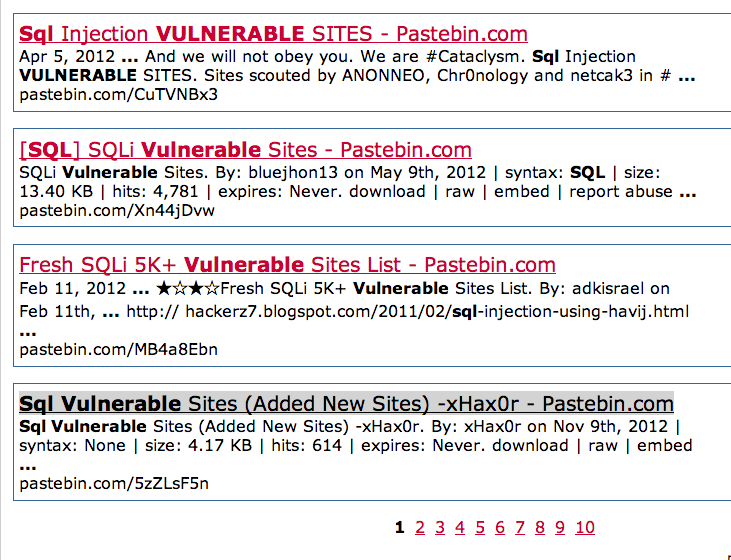 Sql Injection VULNERABLE SITES - Pastebin.com
Apr 5, 2012 ... And we will not obey you. We are #Cataclysm. Sql Injection
VULNERABLE SITES. Sites scouted by ANONNEO, Chr0nology and netcak3 in # ...
pastebin.com/CuTVNBx3
[SQL] SQLi Vulnerable Sites - Pastebin.com
SQLi Vulnerable Sites. By: bluejhon13 on May 9th, 2012 | syntax: SQL | size:
13.40 KB | hits: 4,781 | expires: Never. download | raw | embed | report abuse ...
pastebin.com/Xn44jDvw
Fresh SQLi 5K+ Vulnerable Sites List - Pastebin.com
Feb 11, 2012 ... ★☆★☆Fresh SQLi 5K+ Vulnerable Sites List. By: adkisrael on
Feb 11th, ... http:// hackerz7.blogspot.com/2011/02/sql-injection-using-havij.html
...
pastebin.com/MB4a8Ebn
Sql Vulnerable Sites (Added New Sites) -xHax0r - Pastebin.com
Sql Vulnerable Sites (Added New Sites) -xHax0r. By: xHax0r on Nov 9th, 2012 |
syntax: None | size: 4.17 KB | hits: 614 | expires: Never. download | raw | embed
...
pastebin.com/5zZLsF5n
1 2 3 4 5 6 7 8 9 10